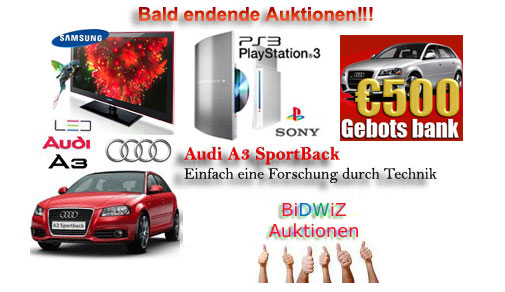 Bald endende Auktionen!!!
SAMSUNG
LED
PS3
PlayStation®3
SONY
€500
Gebots bank
Audi
A3
Audi A3 SportBack
Einfach eine Forschung durch Technik
A3 Sportback
BiDWiZ
Auktionen